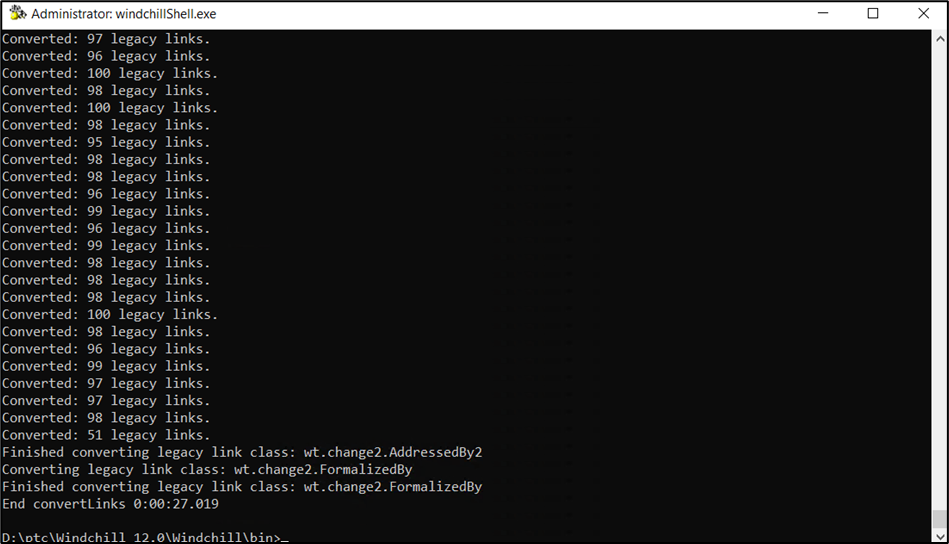 Administrator: windchillShell.exe
Converted: 97 legacy links.
Converted: 96 legacy links.
Converted: 100 legacy links.
Converted: 98 legacy links.
Converted: 100 legacy links.
Converted: 98 legacy links.
Converted: 95 legacy links.
Converted: 98 legacy links.
Converted: 98 legacy links.
Converted: 96 legacy links.
Converted: 99 legacy links.
Converted: 96 legacy links.
Converted: 99 legacy links.
Converted: 98 legacy links.
Converted: 98 legacy links.
Converted: 98 legacy links.
Converted: 100 legacy links.
Converted: 98 legacy links.
Converted: 96 legacy links.
Converted: 99 legacy links.
Converted: 97 legacy links.
Converted: 97 legacy links.
Converted: 98 legacy links.
Converted: 51 legacy links.
Finished converting legacy link class: wt.change2.AddressedBy2
Converting legacy link class: wt.change2.FormalizedBy
Finished converting legacy link class: wt.change2.FormalizedBy
End convertLinks 0:00:27.019
D:\ptc\Windchill_12.0\Windchill\bin>_